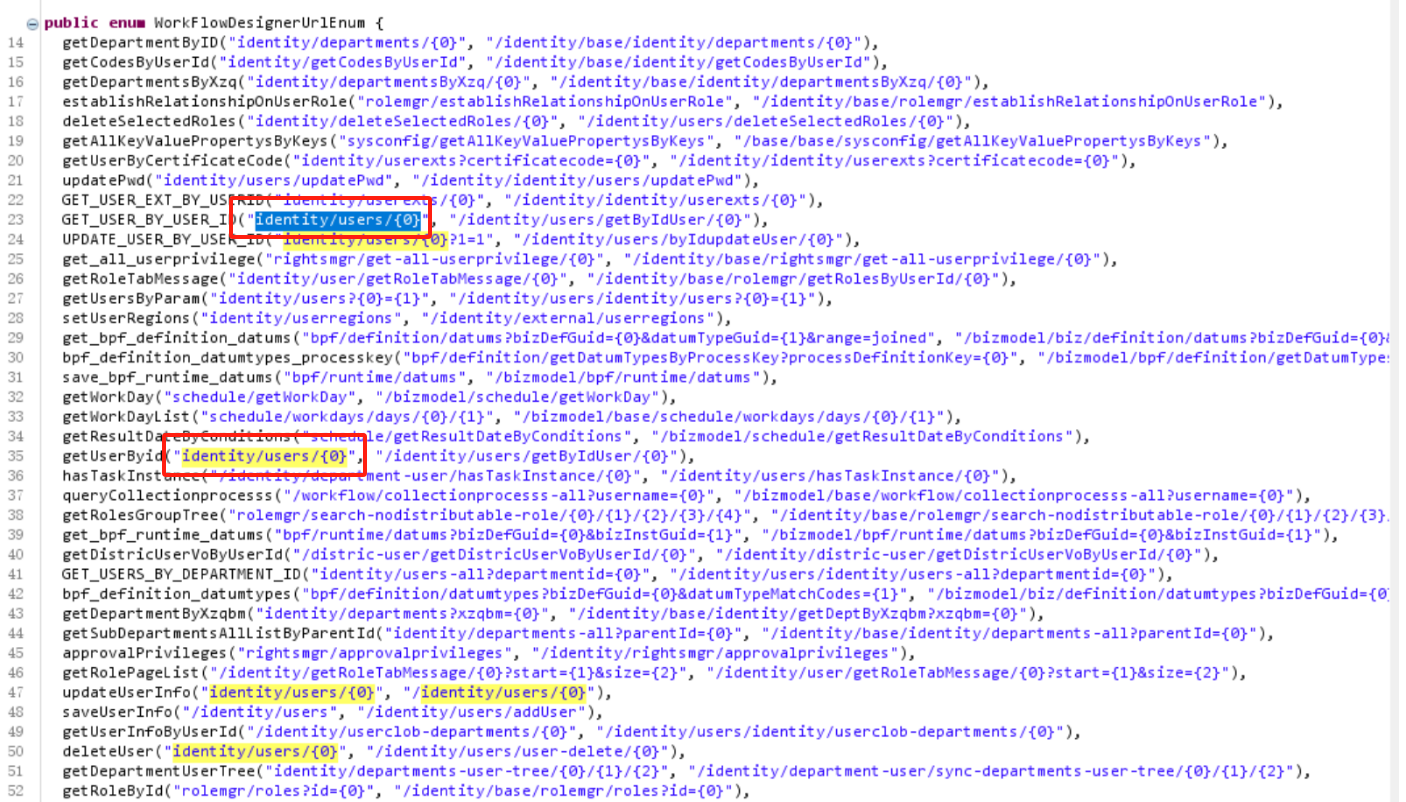 public enum WorkFlowDesignerUrlEnum {
14 getDepartmentByID("identity/departments/{0}", "/identity/base/identity/departments/{0}"),
15 getCodesByUserId("identity/getCodesByUserId", "/identity/base/identity/getCodesByUserId"),
16 getDepartmentsByXzq("identity/departmentsByXzq/{0}", "/identity/base/identity/departmentsByXzq/{0}"),
17 establishRelationshipOnUserRole("rolemgr/establishRelationshipOnUserRole", "/identity/base/rolemgr/establishRelationshipOnUserRole"),
18 deleteSelectedRoles("identity/deleteSelectedRoles/{0}", "/identity/users/deleteSelectedRoles/{0}"),
19 getAllKeyValuePropertysByKeys("sysconfig/getAllKeyValuePropertysByKeys", "/base/base/sysconfig/getAllKeyValuePropertysByKeys"),
20 getUserByCertificateCode("identity/userexts?certificatecode={0}", "/identity/identity/userexts?certificatecode={0}"),
21 updatePwd("identity/users/updatePwd", "/identity/identity/users/updatePwd"),
22 GET_USER_EXT_BY_USERID("identity/userexts/{0}", "/identity/identity/userexts/{0}"),
23 GET_USER_BY_USER_ID("identity/users/{0}", "/identity/users/getByIdUser/{0}"),
24 UPDATE_USER_BY_USER_ID("identity/users/{0}?1=1", "/identity/users/byIdupdateUser/{0}"),
25 get_all_userprivilege("rightsmgr/get-all-userprivilege/{0}", "/identity/base/rightsmgr/get-all-userprivilege/{0}"),
26 getRoleTabMessage("identity/user/getRoleTabMessage/{0}", "/identity/base/rolemgr/getRolesByUserId/{0}"),
27 getUsersByParam("identity/users?{0}={1}", "/identity/users/identity/users?{0}={1}"),
28 setUserRegions("identity/userregions", "/identity/external/userregions"),
29 get_bpf_definition_datums("bpf/definition/datums?bizDefGuid={0}&datumTypeGuid={1}&range=joined", "/bizmodel/biz/definition/datums?bizDefGuid={0}&
30 bpf_definition_datumtypes_processkey("bpf/definition/getDatumTypesByProcessKey?processDefinitionKey={0}", "/bizmodel/bpf/definition/getDatumTypes
31 save_bpf_runtime_datums("bpf/runtime/datums", "/bizmodel/bpf/runtime/datums"),
32 getWorkDay("schedule/getWorkDay", "/bizmodel/schedule/getWorkDay"),
33 getWorkDayList("schedule/workdays/days/{0}/{1}", "/bizmodel/base/schedule/workdays/days/{0}/{1}"),
34 getResultDateByConditions("schedule/getResultDateByConditions", "/bizmodel/schedule/getResultDateByConditions"),
35 getUserByid("identity/users/{0}", "/identity/users/getByIdUser/{0}"),
36 hasTaskInstance("/identity/department-user/hasTaskInstance/{0}", "/identity/users/hasTaskInstance/{0}"),
37 queryCollectionprocesss("/workflow/collectionprocesss-all?username={0}", "/bizmodel/base/workflow/collectionprocesss-all?username={0}"),
38 getRolesGroupTree("rolemgr/search-nodistributable-role/{0}/{1}/{2}/{3}/{4}", "/identity/base/rolemgr/search-nodistributable-role/{0}/{1}/{2}/{3}
39 get_bpf_runtime_datums("bpf/runtime/datums?bizDefGuid={0}&bizInstGuid={1}", "/bizmodel/bpf/runtime/datums?bizDefGuid={0}&bizInstGuid={1}"),
40 getDistricUserVoByUserId("/distric-user/getDistricUserVoByUserId/{0}", "/identity/distric-user/getDistricUserVoByUserId/{0}"),
41 GET_USERS_BY_DEPARTMENT_ID("identity/users-all?departmentid={0}", "/identity/users/identity/users-all?departmentid={0}"),
42 bpf_definition_datumtypes("bpf/definition/datumtypes?bizDefGuid={0}&datumTypeMatchCodes={1}", "/bizmodel/biz/definition/datumtypes?bizDefGuid={0}
43 getDepartmentByXzqbm("identity/departments?xzqbm={0}", "/identity/base/identity/getDeptByXzqbm?xzqbm={0}"),
44 getSubDepartmentsAllListByParentId("identity/departments-all?parentId={0}", "/identity/base/identity/departments-all?parentId={0}"),
45 approvalPrivileges("rightsmgr/approvalprivileges", "/identity/rightsmgr/approvalprivileges"),
46 getRolePageList("/identity/getRoleTabMessage/{0}?start={1}&size={2}", "/identity/user/getRoleTabMessage/{0}?start={1}&size={2}"),
47 updateUserInfo("identity/users/{0}", "/identity/users/{0}"),
48 saveUserInfo("/identity/users", "/identity/users/addUser"),
49 getUserInfoByUserId("/identity/userclob-departments/{0}", "/identity/users/identity/userclob-departments/{0}"),
50 deleteUser("identity/users/{0}", "/identity/users/user-delete/{0}"),
51 getDepartmentUserTree("identity/departments-user-tree/{0}/{1}/{2}", "/identity/department-user/sync-departments-user-tree/{0}/{1}/{2}"),
52 getRoleById("rolemgr/roles?id={0}", "/identity/base/rolemgr/roles?id={0}"),